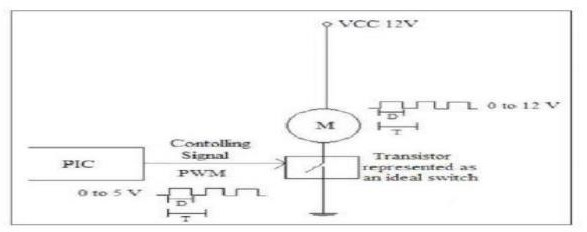 VCC 12V
0 to 12 V
D
T
M
Contolling
Signal
PIC
PWM
Transistor
represented as
an ideal switch
0 to 5 V
D
T